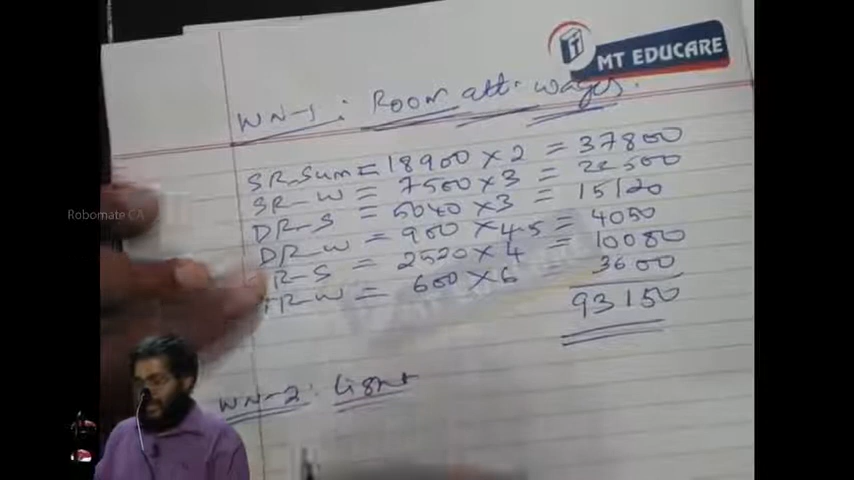 MT EDUCARE
WN-1: Room att. wages.
SR-Sum = 18900 × 2 = 37800
SR-W = 7500 × 3 = 22500
DR-S = 5040 × 3 = 15120
DR-W = 900 × 4.5 = 4050
TR-S = 2520 × 4 = 10080
TR-W = 600 × 6 = 3600
93150
WN-2: Light
Robomate CA